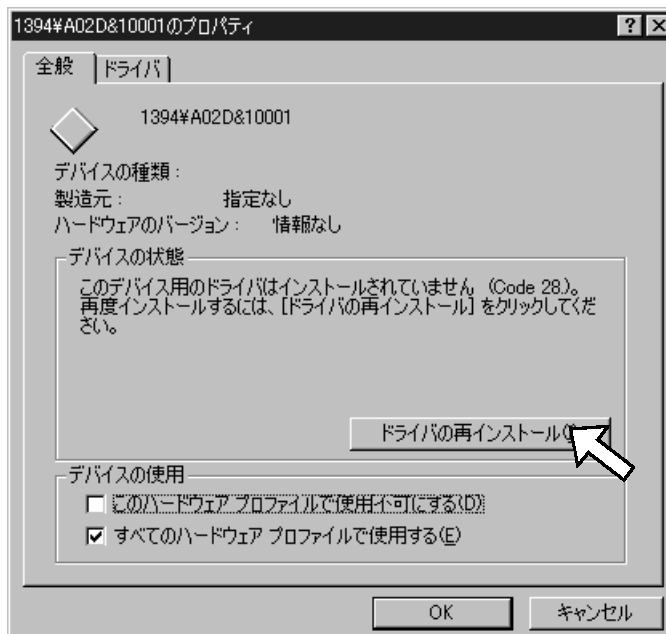 1394¥A02D&10001のプロパティ
全般
ドライバ
1394¥A02D&10001
デバイスの種類：
製造元： 指定なし
ハードウェアのバージョン： 情報なし
デバイスの状態
このデバイス用のドライバはインストールされていません (Code 28.)。
再度インストールするには、[ドライバの再インストール] をクリックしてくだ
さい。
ドライバの再インストール
デバイスの使用
このハードウェア プロファイルで使用不可にする(D)
すべてのハードウェア プロファイルで使用する(E)
OK
キャンセル